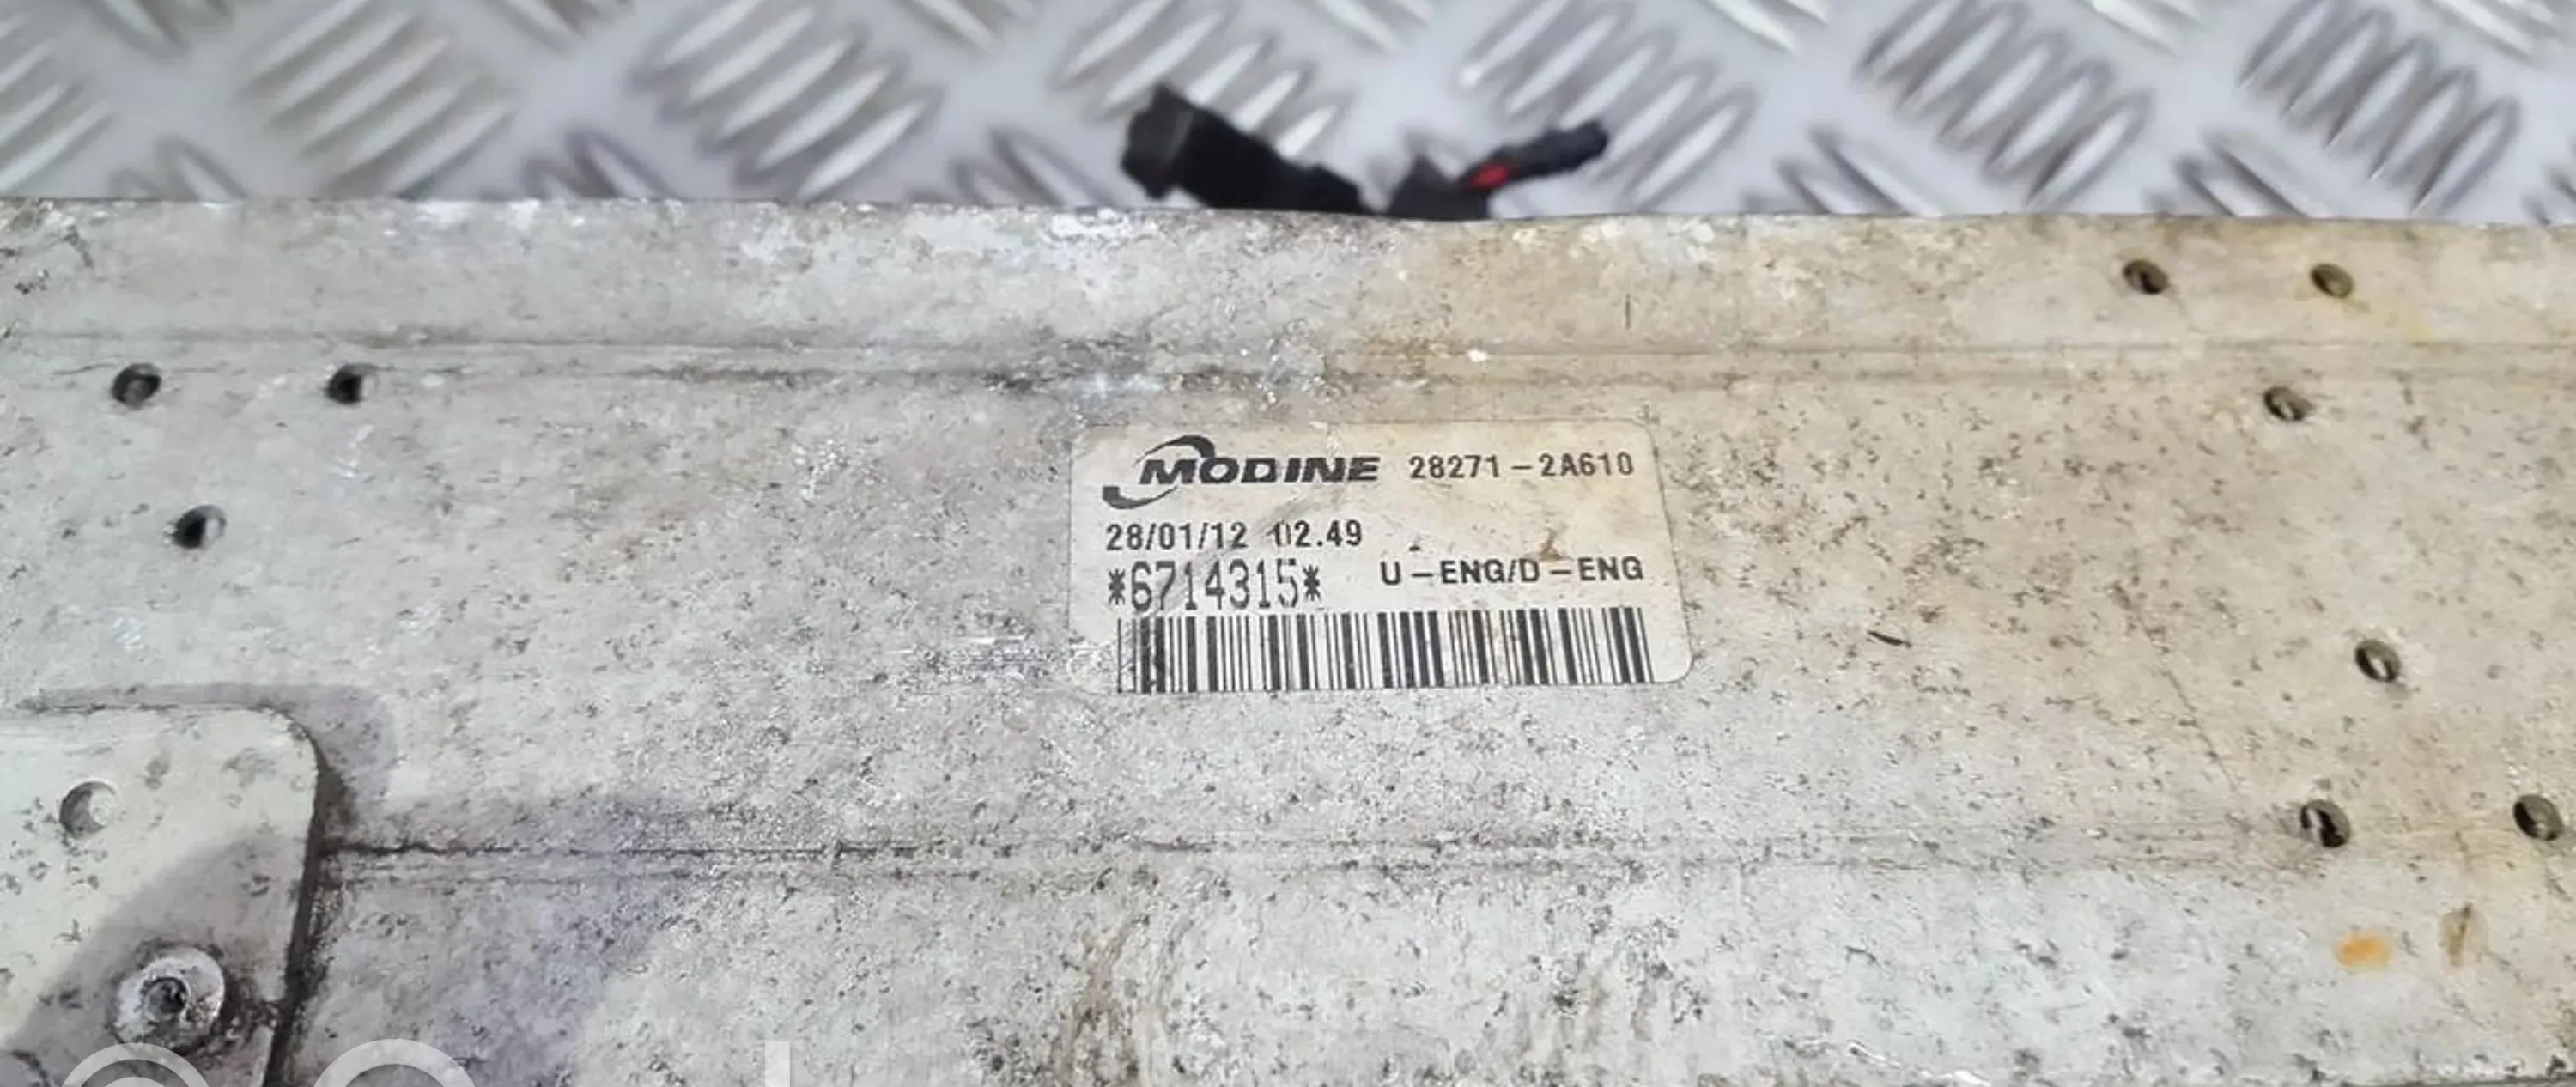 MODINE 28271-2A610
28/01/12 02.49
*6714315* U-ENG/D-ENG